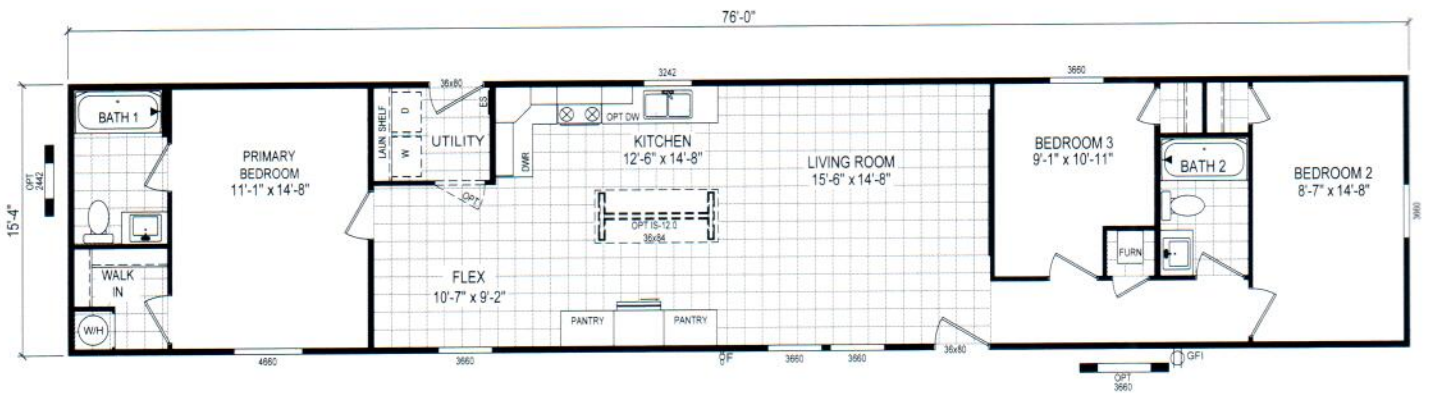 76'-0"
36x80
3242
3660
BATH 1
LAUN SHELF
D
W
ES
UTILITY
OPT
OPT DW
DWR
KITCHEN
12'-6" x 14'-8"
LIVING ROOM
15'-6" x 14'-8"
BEDROOM 3
9'-1" x 10'-11"
BATH 2
BEDROOM 2
8'-7" x 14'-8"
PRIMARY
BEDROOM
11'-1" x 14'-8"
OPT
2442
15'-4"
OPT IS-12.0
36x84
3660
FURN
WALK
IN
W/H
FLEX
10'-7" x 9'-2"
PANTRY
PANTRY
4660
3660
3660
3660
36x80
GFI
OPT
3660